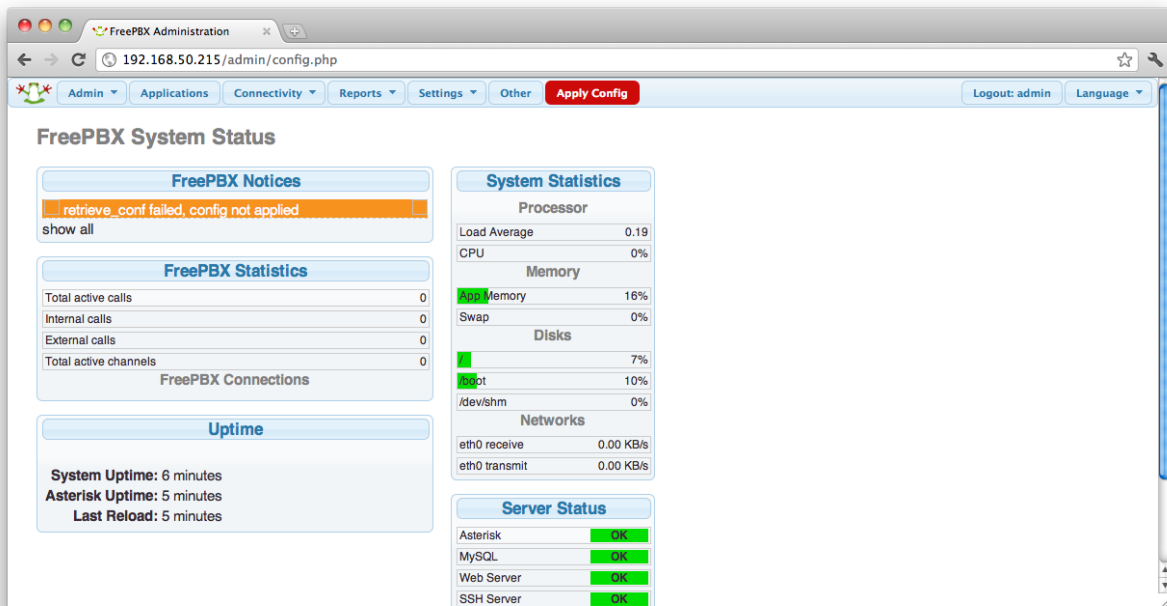 FreePBX Administration
192.168.50.215/admin/config.php
Admin Applications Connectivity Reports Settings Other Apply Config Logout: admin Language
FreePBX System Status
FreePBX Notices
retrieve_conf failed, config not applied
show all
FreePBX Statistics
Total active calls 0
Internal calls 0
External calls 0
Total active channels 0
FreePBX Connections
Uptime
System Uptime: 6 minutes
Asterisk Uptime: 5 minutes
Last Reload: 5 minutes
System Statistics
Processor
Load Average 0.19
CPU 0%
Memory
App Memory 16%
Swap 0%
Disks
/ 7%
/boot 10%
/dev/shm 0%
Networks
eth0 receive 0.00 KB/s
eth0 transmit 0.00 KB/s
Server Status
Asterisk OK
MySQL OK
Web Server OK
SSH Server OK